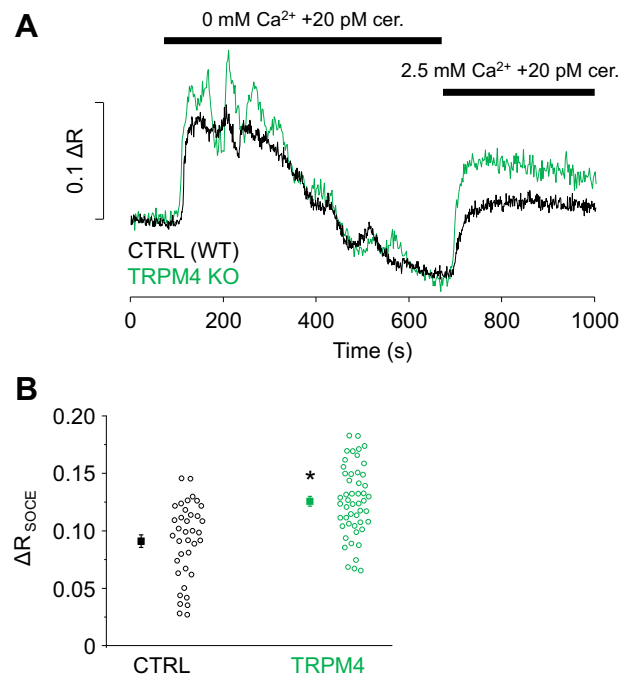 A
0 mM Ca²⁺ +20 pM cer.
2.5 mM Ca²⁺ +20 pM cer.
0.1 ΔR
CTRL (WT)
TRPM4 KO
0 200 400 600 800 1000
Time (s)
B
0.20
0.15
0.10
0.05
0
ΔR SOCE
*
CTRL TRPM4